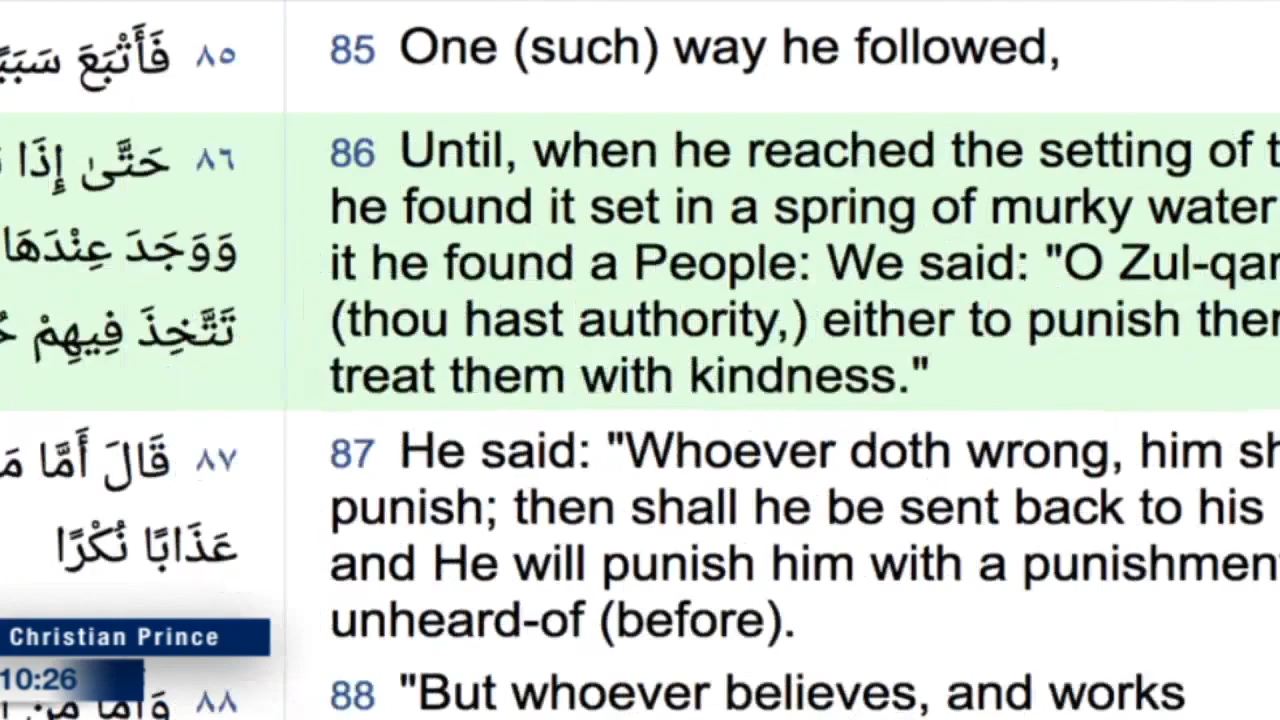 فَأَتْبَعَ ٨٥
85 One (such) way he followed,
حَتَّىٰ إِذَا ٨٦
وَوَجَدَ عِنْدَهَا
تَتَّخِذَ فِيهِمْ
86 Until, when he reached the setting of
he found it set in a spring of murky water
it he found a People: We said: "O Zul-qar
(thou hast authority,) either to punish the
treat them with kindness."
قَالَ أَمَّا ٨٧
عَذَابًا نُكْرًا
87 He said: "Whoever doth wrong, him sh
punish; then shall he be sent back to his
and He will punish him with a punishmen
unheard-of (before).
Christian Prince
10:26
وَأَمَّا مَنْ ٨٨
88 "But whoever believes, and works